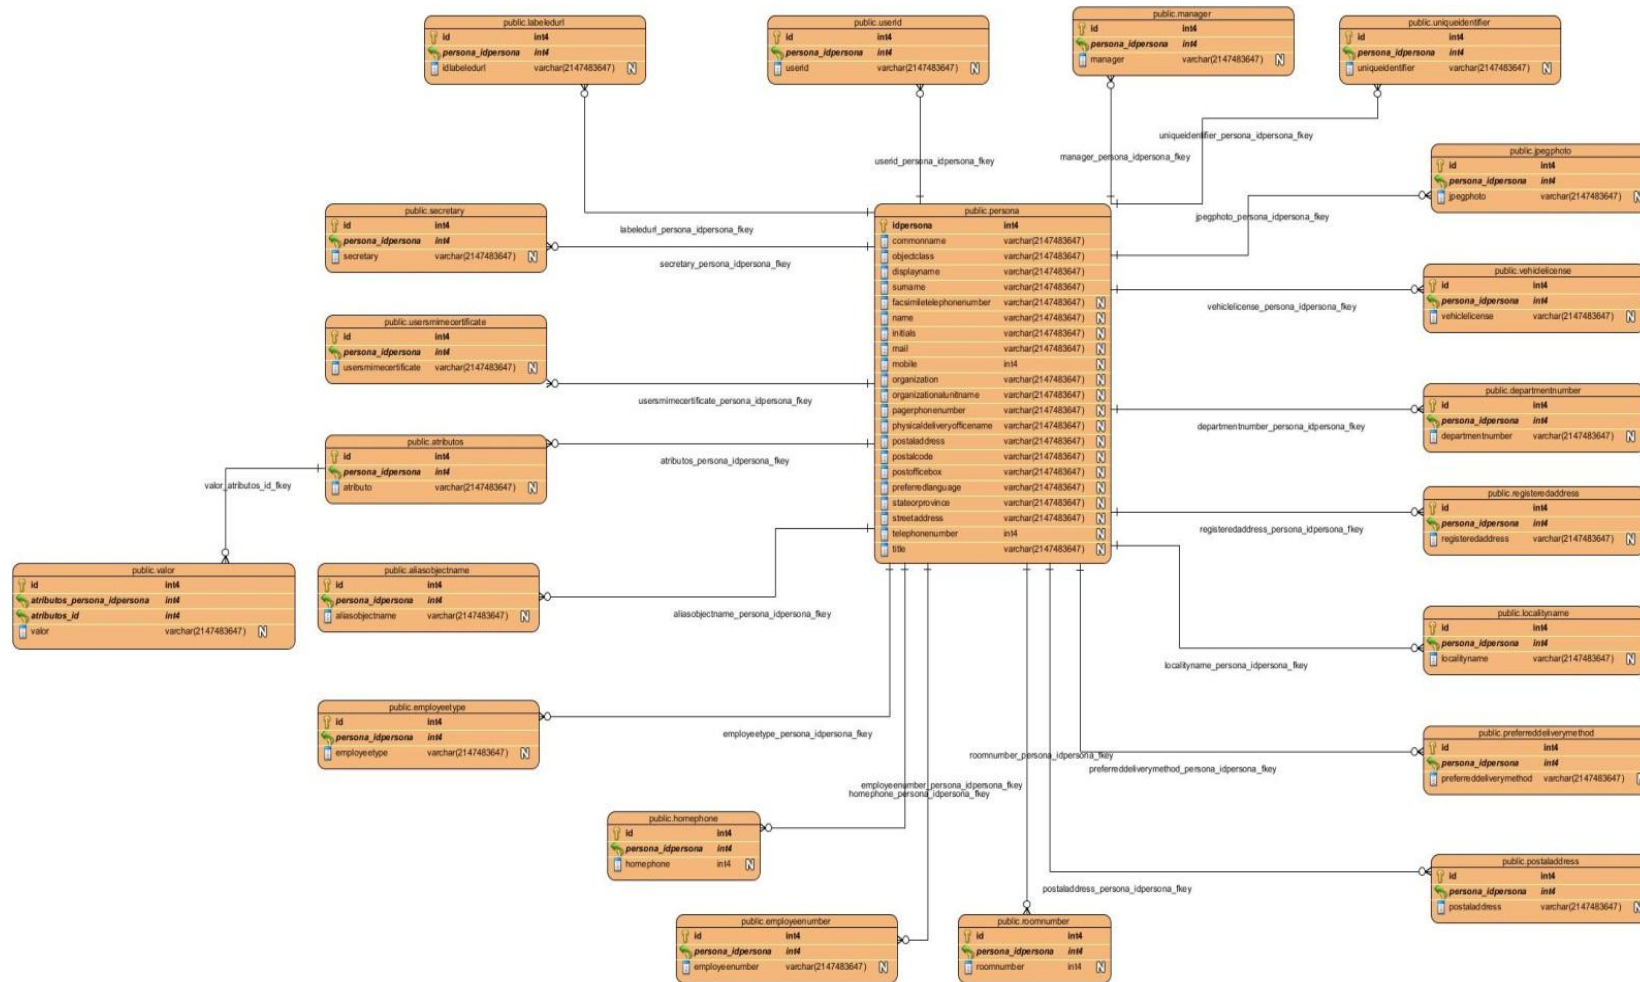 public.labeledurl
id int4
persona_idpersona int4
idlabeledurl varchar(2147483647) N
public.userid
id int4
persona_idpersona int4
userid varchar(2147483647) N
public.manager
id int4
persona_idpersona int4
manager varchar(2147483647) N
public.uniqueidentifier
id int4
persona_idpersona int4
uniqueidentifier varchar(2147483647) N
uniqueidentifier_persona_idpersona_fkey
userid_persona_idpersona_fkey
manager_persona_idpersona_fkey
public.jpegphoto
id int4
persona_idpersona int4
jpegphoto varchar(2147483647) N
jpegphoto_persona_idpersona_fkey
labeledurl_persona_idpersona_fkey
public.secretary
id int4
persona_idpersona int4
secretary varchar(2147483647) N
secretary_persona_idpersona_fkey
public.persona
idpersona int4
commonname varchar(2147483647)
objectclass varchar(2147483647)
displayname varchar(2147483647)
surname varchar(2147483647)
facsimiletelephonenumber varchar(2147483647) N
name varchar(2147483647) N
initials varchar(2147483647) N
mail varchar(2147483647) N
mobile int4 N
organization varchar(2147483647) N
organizationalunitname varchar(2147483647) N
pagerphonenumber varchar(2147483647) N
physicaldeliveryofficename varchar(2147483647) N
postaladdress varchar(2147483647) N
postalcode varchar(2147483647) N
postofficebox varchar(2147483647) N
preferredlanguage varchar(2147483647) N
stateorprovince varchar(2147483647) N
streetaddress varchar(2147483647) N
telephonenumber int4 N
title varchar(2147483647) N
public.vehiclelicense
id int4
persona_idpersona int4
vehiclelicense varchar(2147483647) N
vehiclelicense_persona_idpersona_fkey
public.usersmimecertificate
id int4
persona_idpersona int4
usersmimecertificate varchar(2147483647) N
usersmimecertificate_persona_idpersona_fkey
public.departmentnumber
id int4
persona_idpersona int4
departmentnumber varchar(2147483647) N
departmentnumber_persona_idpersona_fkey
public.atributos
id int4
persona_idpersona int4
atributo varchar(2147483647) N
atributos_persona_idpersona_fkey
valor_atributos_id_fkey
public.registeredaddress
id int4
persona_idpersona int4
registeredaddress varchar(2147483647) N
registeredaddress_persona_idpersona_fkey
public.valor
id int4
atributos_persona_idpersona int4
atributos_id int4
valor varchar(2147483647) N
public.aliasobjectname
id int4
persona_idpersona int4
aliasobjectname varchar(2147483647) N
aliasobjectname_persona_idpersona_fkey
public.localityname
id int4
persona_idpersona int4
localityname varchar(2147483647) N
localityname_persona_idpersona_fkey
public.employeetype
id int4
persona_idpersona int4
employeetype varchar(2147483647) N
employeetype_persona_idpersona_fkey
public.preferreddeliverymethod
id int4
persona_idpersona int4
preferreddeliverymethod varchar(2147483647) N
roomnumber_persona_idpersona_fkey
preferreddeliverymethod_persona_idpersona_fkey
employeenumber_persona_idpersona_fkey
homephone_persona_idpersona_fkey
public.homephone
id int4
persona_idpersona int4
homephone int4 N
public.postaladdress
id int4
persona_idpersona int4
postaladdress varchar(2147483647) N
postaladdress_persona_idpersona_fkey
public.employeenumber
id int4
persona_idpersona int4
employeenumber varchar(2147483647) N
public.roomnumber
id int4
persona_idpersona int4
roomnumber int4 N